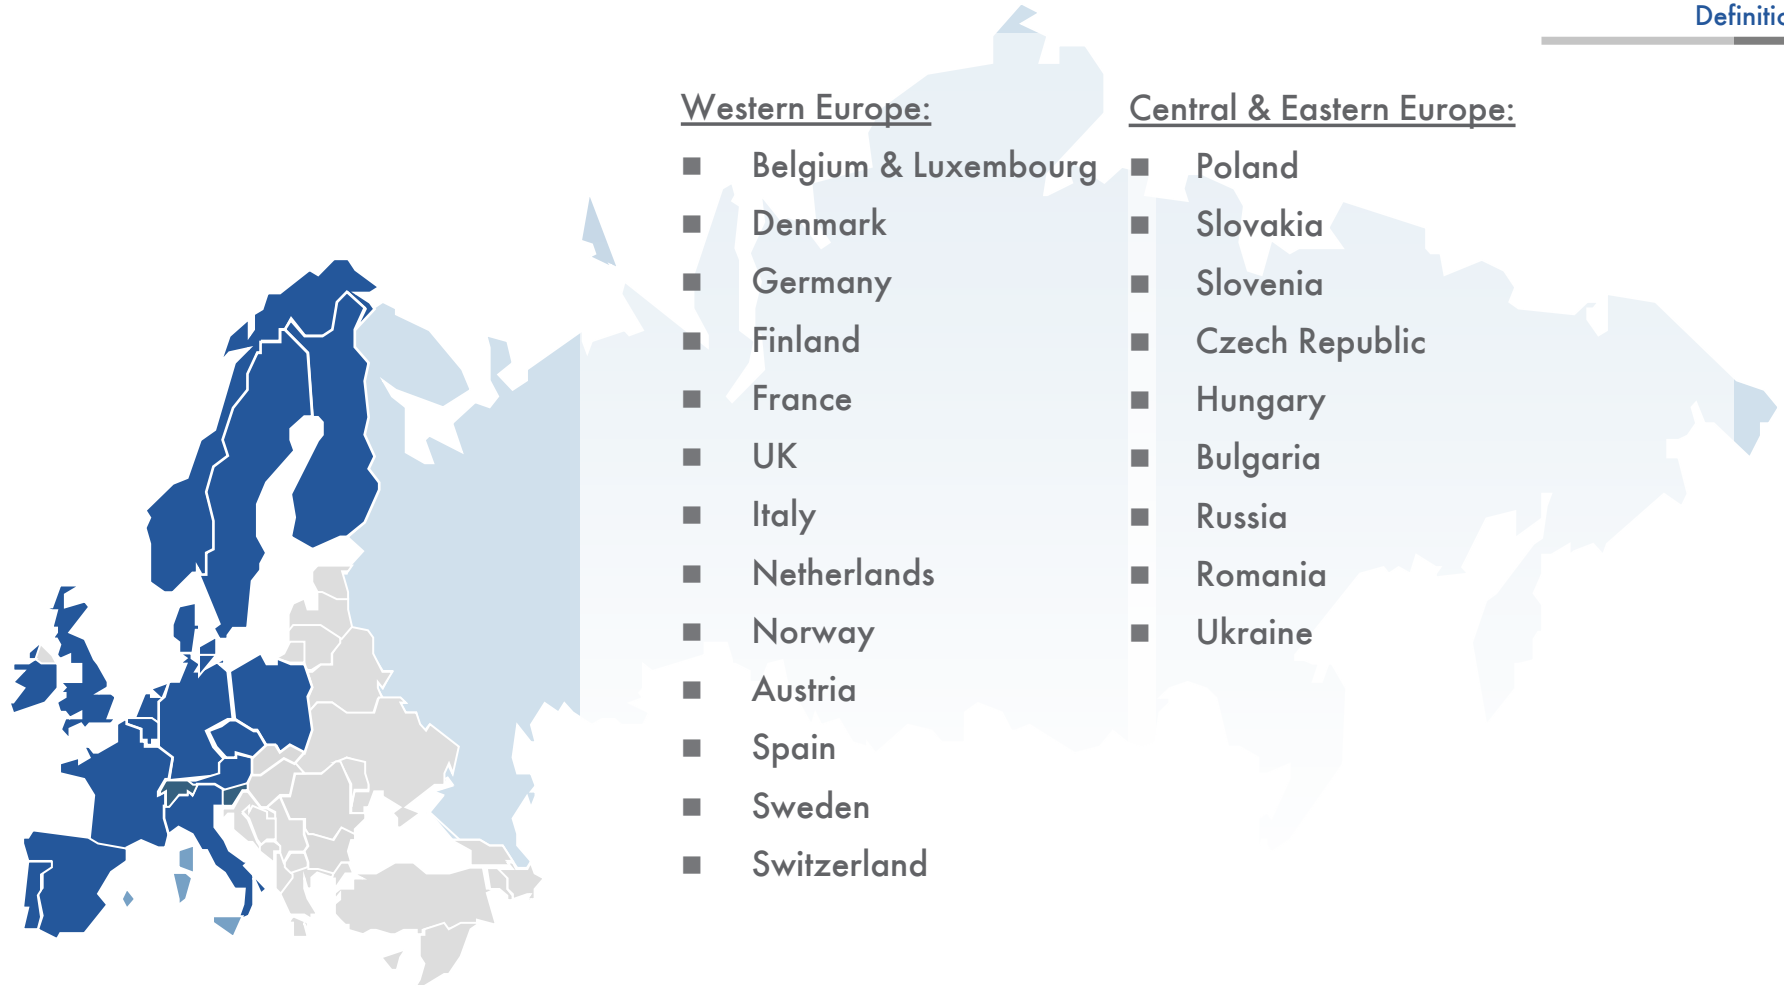 Definitio
Western Europe:
■ Belgium & Luxembourg
■ Denmark
■ Germany
■ Finland
■ France
■ UK
■ Italy
■ Netherlands
■ Norway
■ Austria
■ Spain
■ Sweden
■ Switzerland
Central & Eastern Europe:
■ Poland
■ Slovakia
■ Slovenia
■ Czech Republic
■ Hungary
■ Bulgaria
■ Russia
■ Romania
■ Ukraine